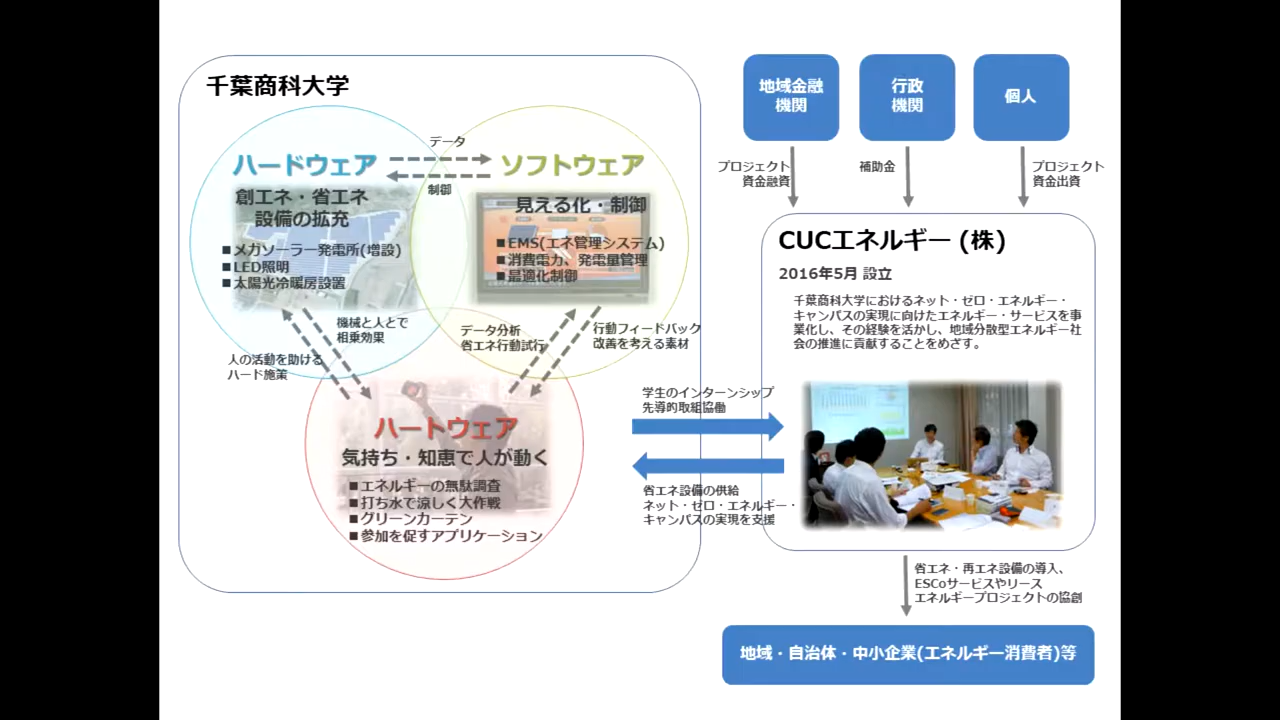 千葉商科大学
データ
ハードウェア
ソフトウェア
制御
創エネ・省エネ
設備の拡充
■メガソーラー発電所(増設)
■LED照明
■太陽光冷暖房設置
見える化・制御
■EMS(エネ管理システム)
■消費電力、発電量管理
■最適化制御
機械と人とで
相乗効果
人の活動を助ける
ハード施策
データ分析
省エネ行動試行
行動フィードバック
改善を考える素材
ハートウェア
気持ち・知恵で人が動く
■エネルギーの無駄調査
■打ち水で涼しく大作戦
■グリーンカーテン
■参加を促すアプリケーション
学生のインターンシップ
先導的取組協働
省エネ設備の供給
ネット・ゼロ・エネルギー・
キャンパスの実現を支援
地域金融
機関
行政
機関
個人
プロジェクト
資金融資
補助金
プロジェクト
資金出資
CUCエネルギー (株)
2016年5月 設立
千葉商科大学におけるネット・ゼロ・エネルギー・
キャンパスの実現に向けたエネルギー・サービスを事
業化し、その経験を活かし、地域分散型エネルギー社
会の推進に貢献することをめざす。
省エネ・再エネ設備の導入、
ESCoサービスやリース
エネルギープロジェクトの協創
地域・自治体・中小企業(エネルギー消費者)等